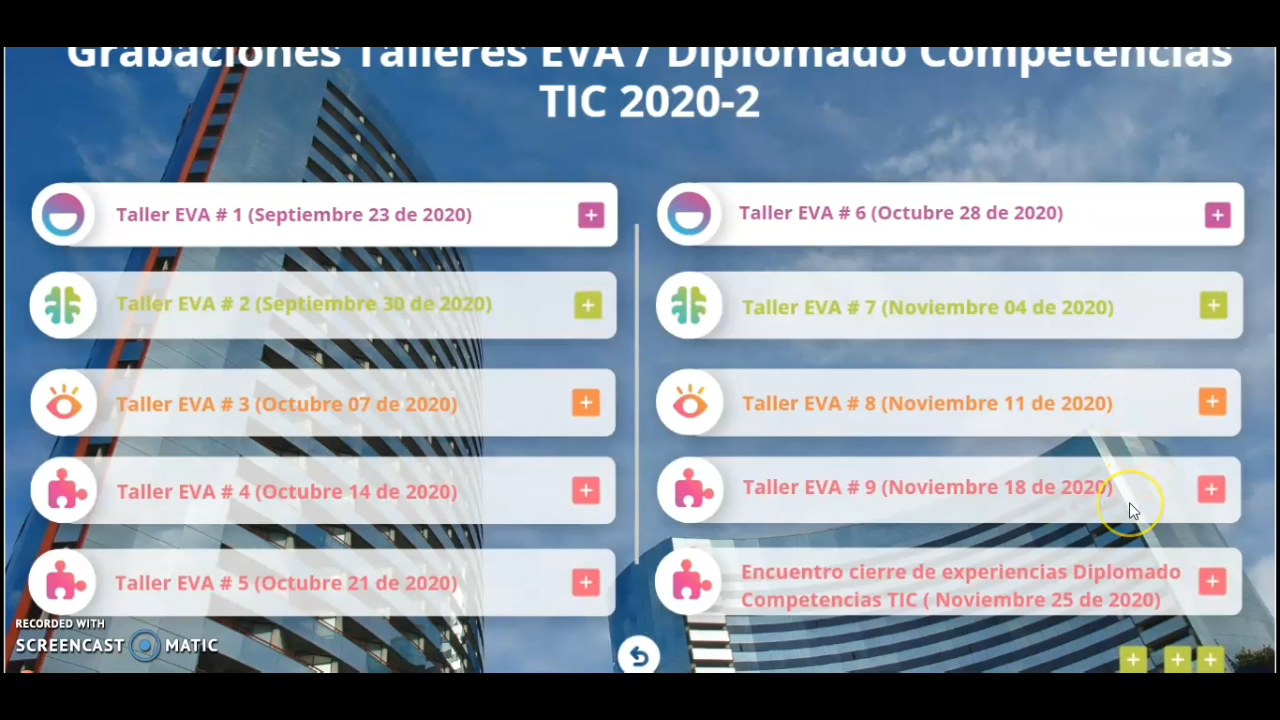 Grabaciones Talleres EVA / Diplomado Competencias
TIC 2020-2
Taller EVA # 1 (Septiembre 23 de 2020)
Taller EVA # 2 (Septiembre 30 de 2020)
Taller EVA # 3 (Octubre 07 de 2020)
Taller EVA # 4 (Octubre 14 de 2020)
Taller EVA # 5 (Octubre 21 de 2020)
Taller EVA # 6 (Octubre 28 de 2020)
Taller EVA # 7 (Noviembre 04 de 2020)
Taller EVA # 8 (Noviembre 11 de 2020)
Taller EVA # 9 (Noviembre 18 de 2020)
Encuentro cierre de experiencias Diplomado
Competencias TIC ( Noviembre 25 de 2020)
RECORDED WITH
SCREENCAST MATIC